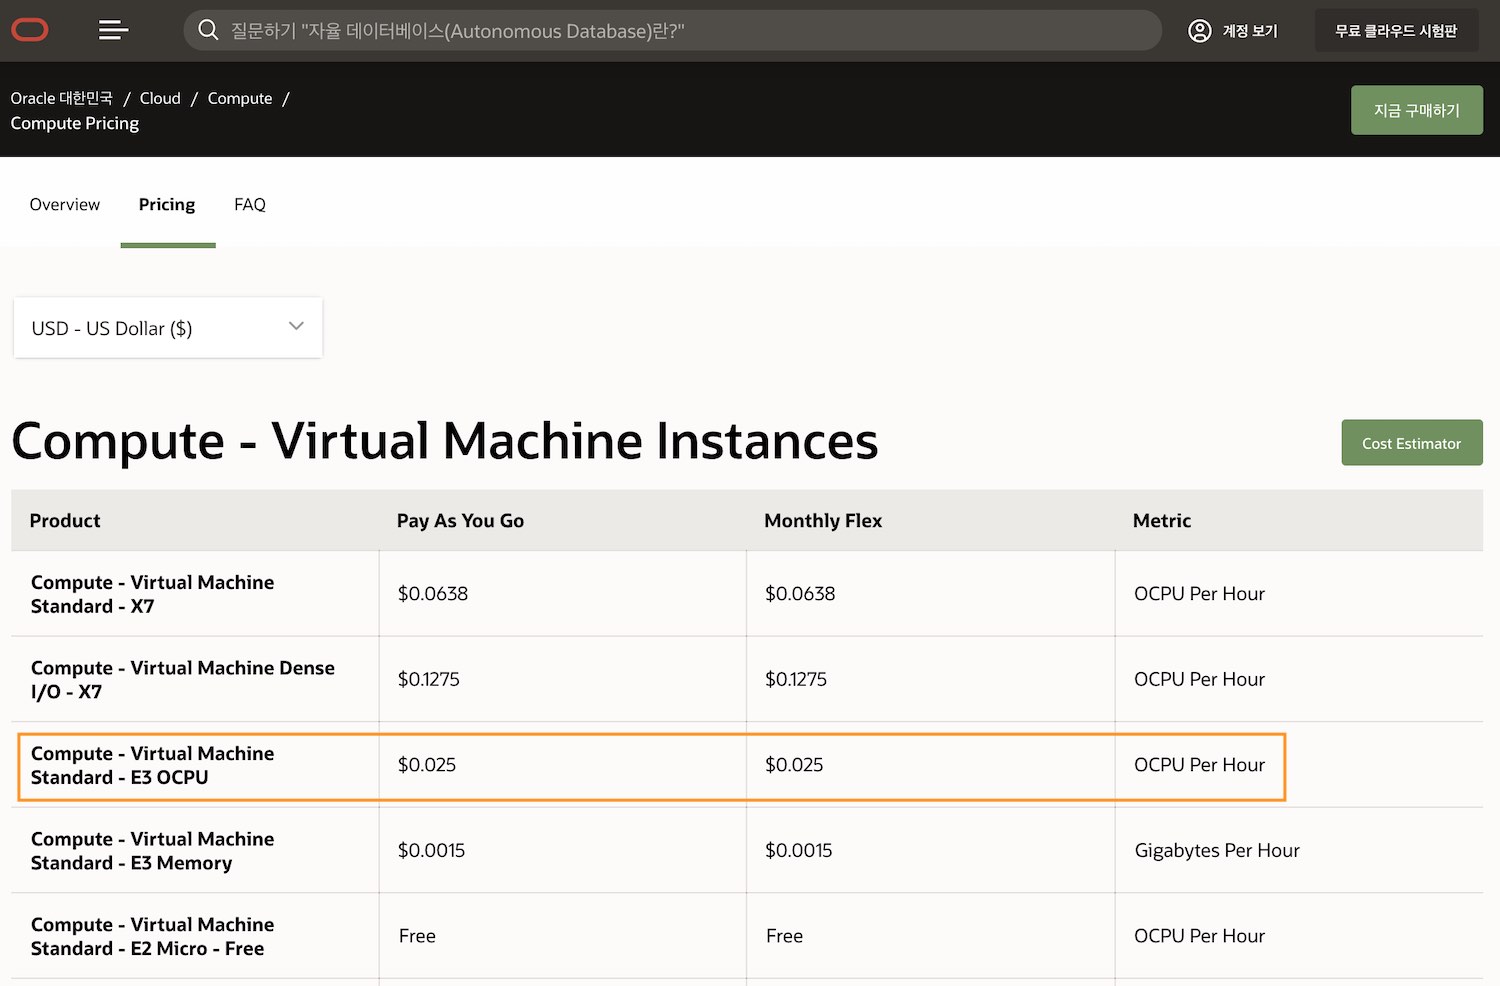 질문하기 "자율 데이터베이스(Autonomous Database)란?"
계정 보기
무료 클라우드 시험판
Oracle 대한민국 / Cloud / Compute /
Compute Pricing
지금 구매하기
Overview
Pricing
FAQ
USD - US Dollar ($)
Compute - Virtual Machine Instances
Cost Estimator
Product Pay As You Go Monthly Flex Metric
Compute - Virtual Machine
Standard - X7
$0.0638 $0.0638 OCPU Per Hour
Compute - Virtual Machine Dense
I/O - X7
$0.1275 $0.1275 OCPU Per Hour
Compute - Virtual Machine
Standard - E3 OCPU
$0.025 $0.025 OCPU Per Hour
Compute - Virtual Machine
Standard - E3 Memory
$0.0015 $0.0015 Gigabytes Per Hour
Compute - Virtual Machine
Standard - E2 Micro - Free
Free Free OCPU Per Hour